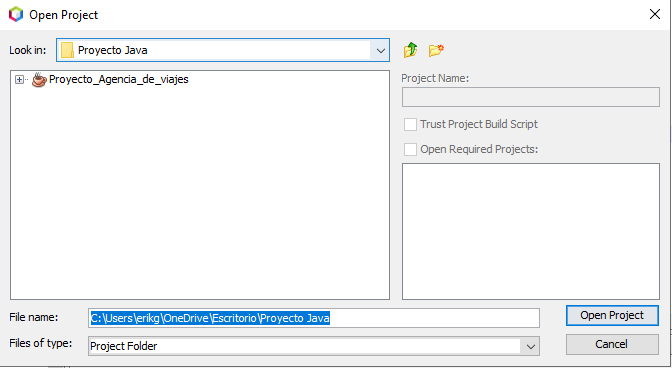 Open Project
Look in: Proyecto Java
Proyecto_Agencia_de_viajes
Project Name:
Trust Project Build Script
Open Required Projects:
File name: C:\Users\erikg\OneDrive\Escritorio\Proyecto Java
Open Project
Files of type: Project Folder
Cancel